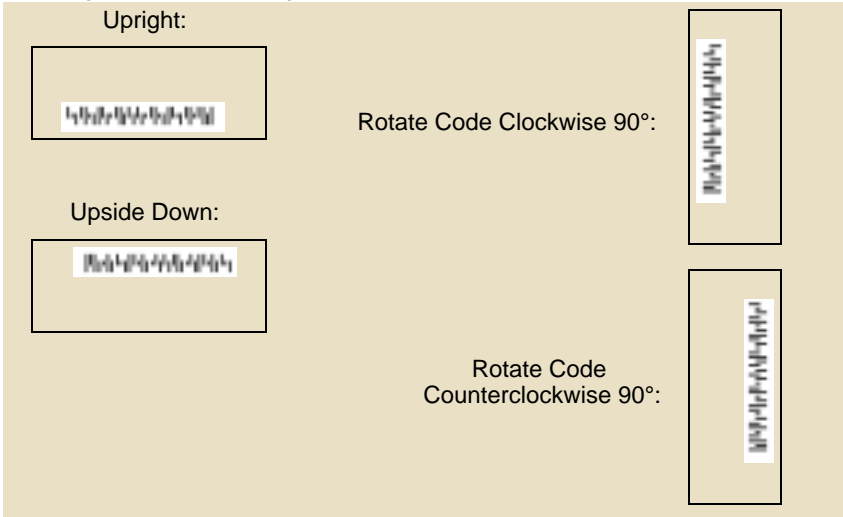 Upright:
Rotate Code Clockwise 90°:
Upside Down:
Rotate Code
Counterclockwise 90°: